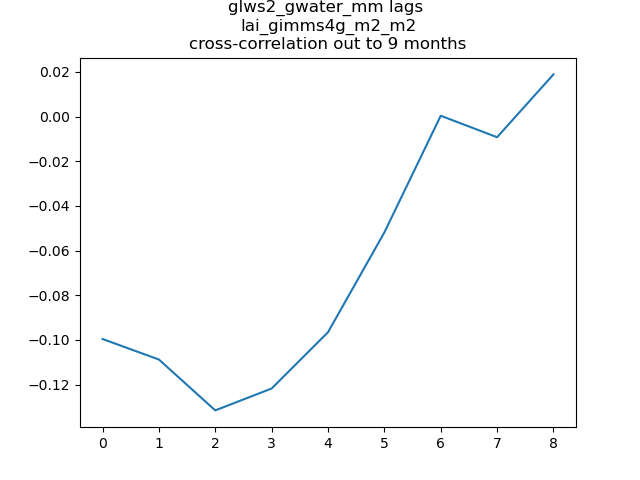 glws2_gwater_mm lags
lai_gimms4g_m2_m2
cross-correlation out to 9 months
0.02
0.00
−0.02
−0.04
−0.06
−0.08
−0.10
−0.12
0 1 2 3 4 5 6 7 8